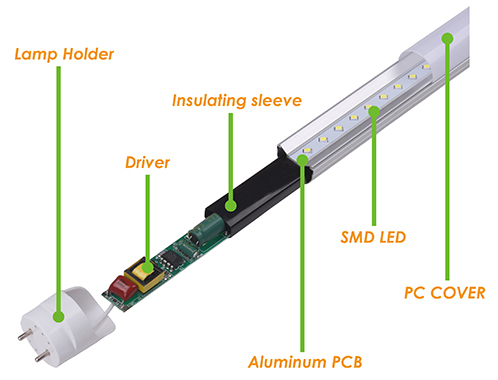 Lamp Holder
Insulating sleeve
Driver
SMD LED
PC COVER
Aluminum PCB